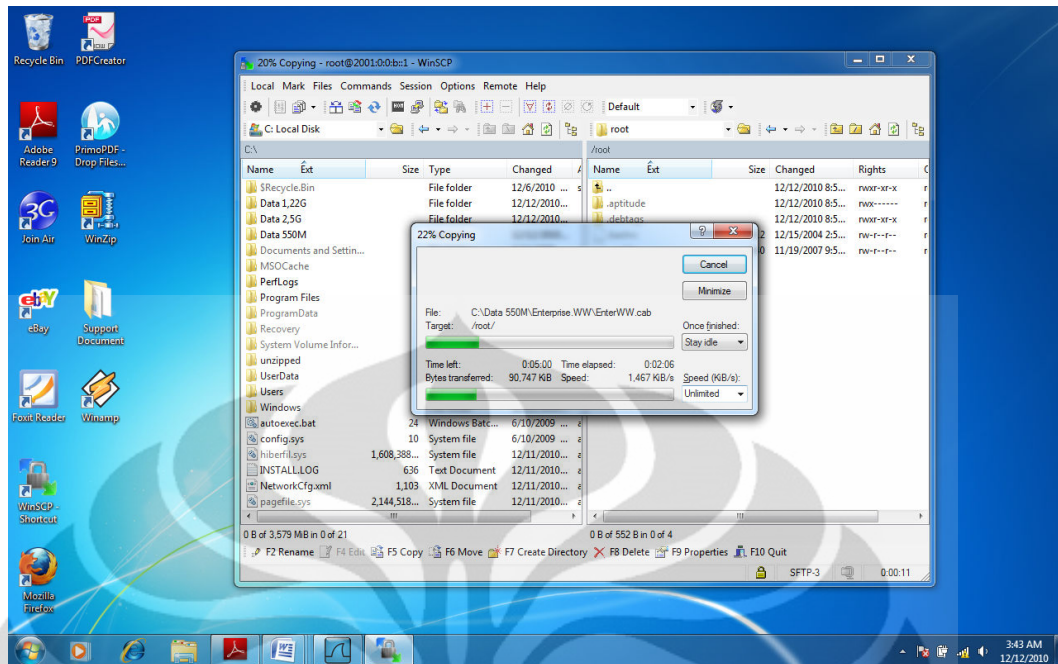 Recycle Bin
PDFCreator
Adobe Reader 9
PrimoPDF - Drop Files...
Join Air
WinZip
eBay
Support Document
Foxit Reader
Winamp
WinSCP - Shortcut
Mozilla Firefox
20% Copying - root@2001:0:0:b::1 - WinSCP
Local Mark Files Commands Session Options Remote Help
Default
C: Local Disk
root
C:\
/root
Name Ext Size Type Changed
Name Ext Size Changed Rights
$Recycle.Bin File folder 12/6/2010 ... s
.. 12/12/2010 8:5... rwxr-xr-x r
Data 1,22G File folder 12/12/2010...
.aptitude 12/12/2010 8:5... rwx------ r
Data 2,5G File folder 12/12/2010...
.debtags 12/12/2010 8:5... rwxr-xr-x r
Data 550M
2 12/15/2004 2:5... rw-r--r-- r
Documents and Settin...
0 11/19/2007 9:5... rw-r--r-- r
MSOCache
PerfLogs
Program Files
ProgramData
Recovery
System Volume Infor...
unzipped
UserData
Users
Windows
autoexec.bat 24 Windows Batc... 6/10/2009 ... a
config.sys 10 System file 6/10/2009 ... a
hiberfil.sys 1,608,388... System file 12/11/2010... a
INSTALL.LOG 636 Text Document 12/11/2010... a
NetworkCfg.xml 1,103 XML Document 12/11/2010... a
pagefile.sys 2,144,518... System file 12/11/2010... a
22% Copying
Cancel
Minimize
File: C:\Data 550M\Enterprise.WW\EnterWW.cab
Target: /root/
Once finished:
Stay idle
Time left: 0:05:00 Time elapsed: 0:02:06
Bytes transferred: 90,747 KiB Speed: 1,467 KiB/s
Speed (KiB/s):
Unlimited
0 B of 3,579 MiB in 0 of 21
0 B of 552 B in 0 of 4
F2 Rename F4 Edit F5 Copy F6 Move F7 Create Directory F8 Delete F9 Properties F10 Quit
SFTP-3 0:00:11
3:43 AM
12/12/2010